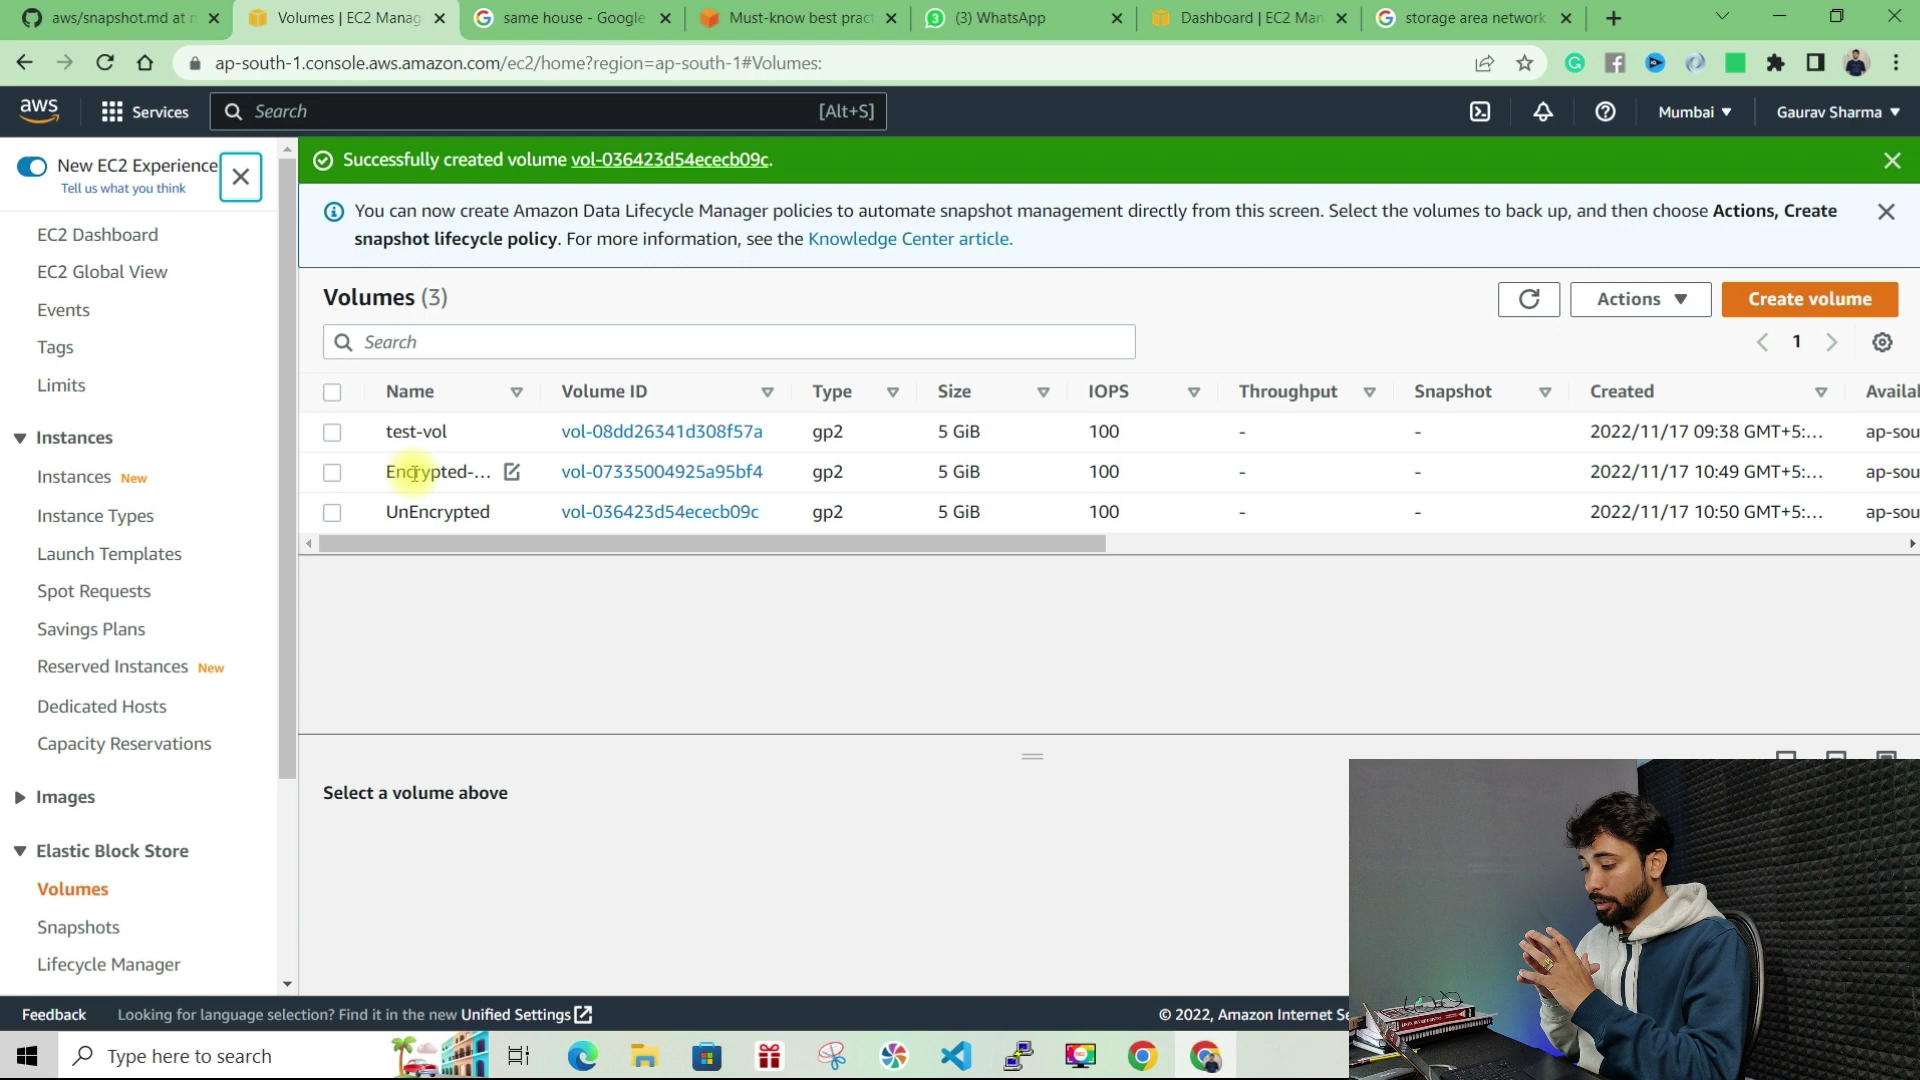 aws/snapshot.md at n
Volumes | EC2 Manag
same house - Google
Must-know best pract
(3) WhatsApp
Dashboard | EC2 Man
storage area network
ap-south-1.console.aws.amazon.com/ec2/home?region=ap-south-1#Volumes:
aws
Services
Search
[Alt+S]
Mumbai
Gaurav Sharma
New EC2 Experience
Tell us what you think
EC2 Dashboard
EC2 Global View
Events
Tags
Limits
Instances
Instances New
Instance Types
Launch Templates
Spot Requests
Savings Plans
Reserved Instances New
Dedicated Hosts
Capacity Reservations
Images
Elastic Block Store
Volumes
Snapshots
Lifecycle Manager
Successfully created volume vol-036423d54ececb09c.
You can now create Amazon Data Lifecycle Manager policies to automate snapshot management directly from this screen. Select the volumes to back up, and then choose Actions, Create
snapshot lifecycle policy. For more information, see the Knowledge Center article.
Volumes (3)
Actions
Create volume
Search
1
Name Volume ID Type Size IOPS Throughput Snapshot Created Availal
test-vol vol-08dd26341d308f57a gp2 5 GiB 100 - - 2022/11/17 09:38 GMT+5:... ap-sou
Encrypted-... vol-07335004925a95bf4 gp2 5 GiB 100 - - 2022/11/17 10:49 GMT+5:... ap-sou
UnEncrypted vol-036423d54ececb09c gp2 5 GiB 100 - - 2022/11/17 10:50 GMT+5:... ap-sou
Select a volume above
Feedback
Looking for language selection? Find it in the new Unified Settings
© 2022, Amazon Internet Se
Type here to search